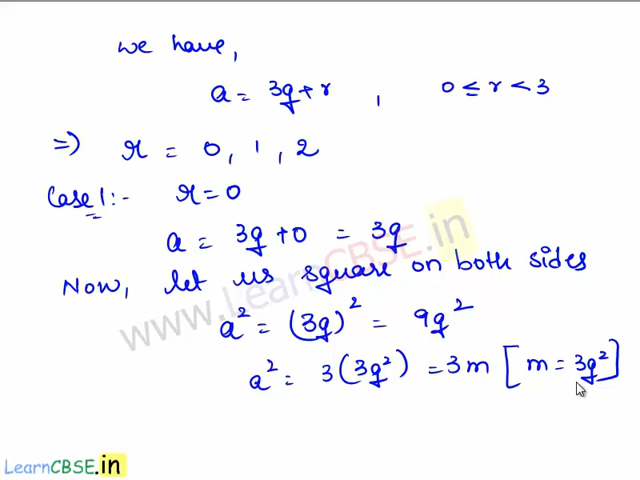 we have,
a = 3q + r , 0 ≤ r < 3
=> r = 0, 1, 2
Case 1:- r = 0
a = 3q + 0 = 3q
Now, let us square on both sides
a² = (3q)² = 9q²
a² = 3(3q²) = 3m [m = 3q²]
www.LearnCBSE.in
LearnCBSE.in